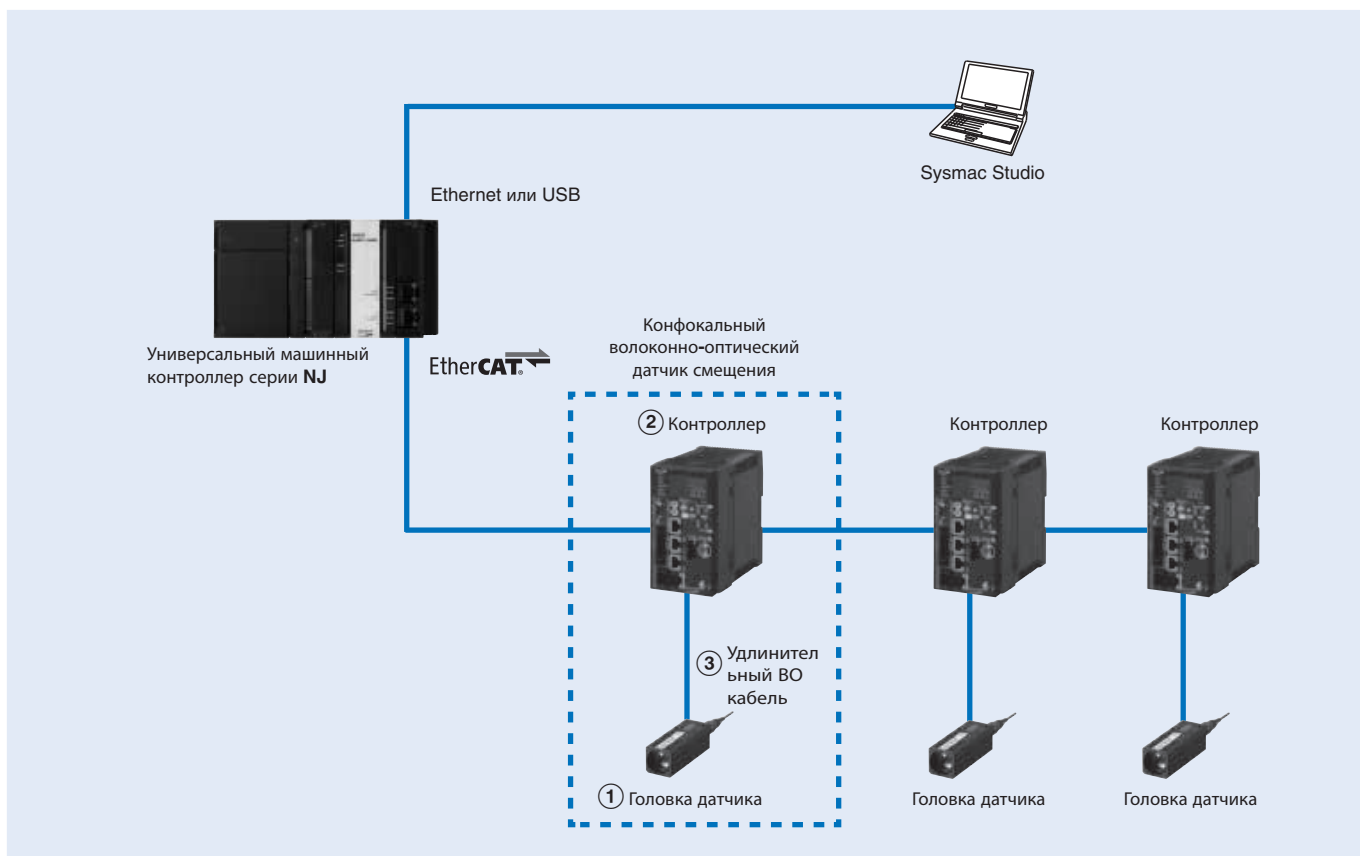 Sysmac Studio
Ethernet или USB
Универсальный машинный
контроллер серии NJ
EtherCAT®
Конфокальный
волоконно-оптический
датчик смещения
② Контроллер
Контроллер
Контроллер
③ Удлинител
ьный ВО
кабель
① Головка датчика
Головка датчика
Головка датчика